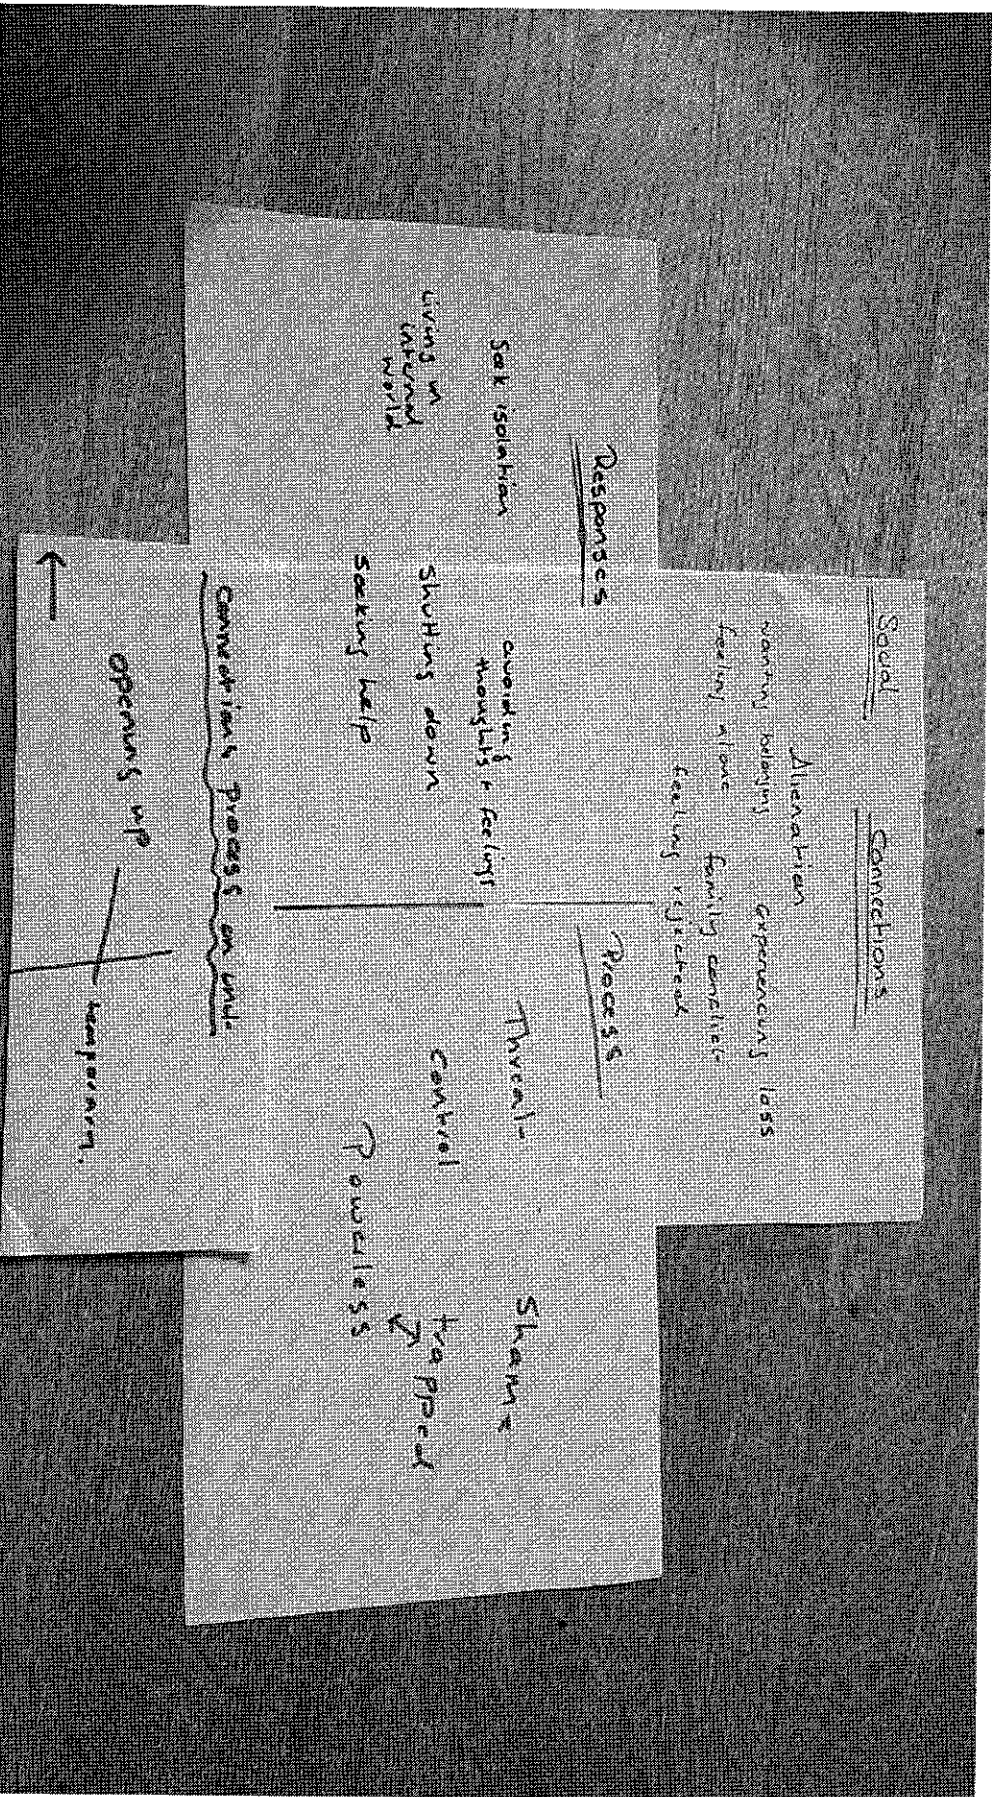 Social Connections
Alienation
wanting belonging experiencing loss
feeling alone family conflict
feeling rejected
Responses
Seek isolation avoiding
thoughts + feelings
Living in
internal
world
Shutting down
Seeking help
Process
Threat Shame
Control trapped
Powerless
Connections process on
opening up temporary.